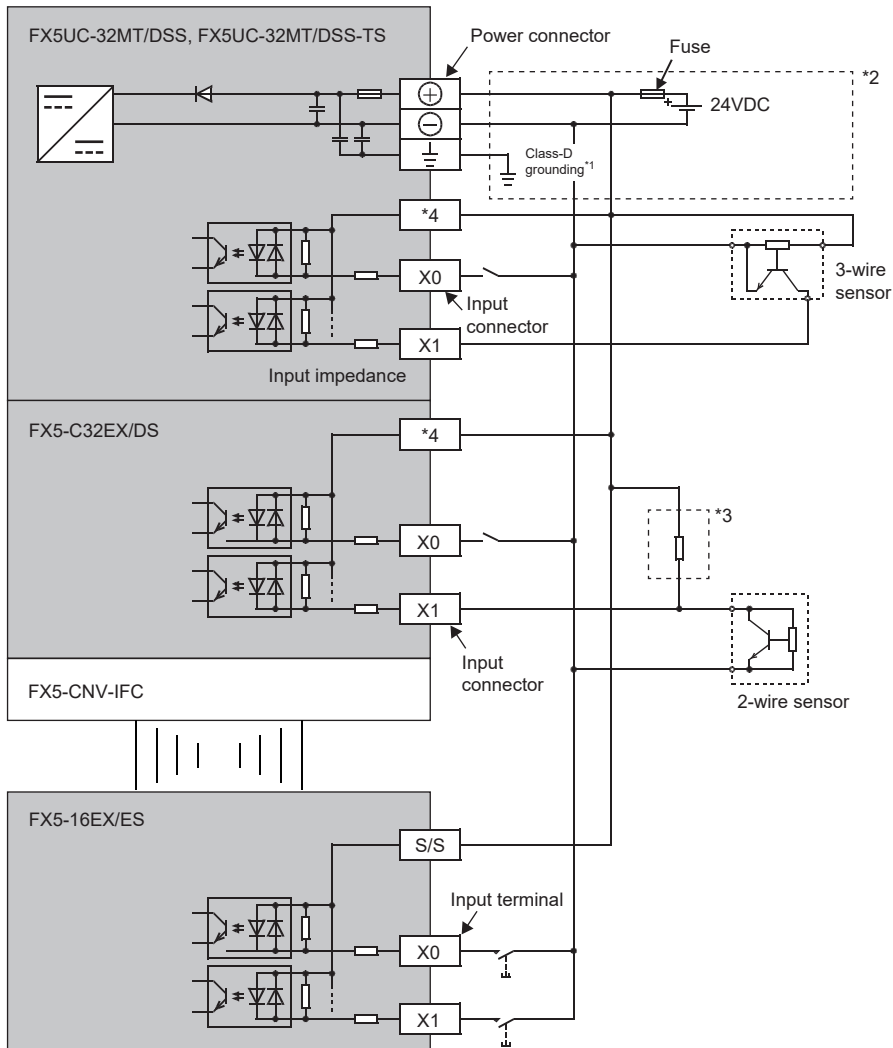 FX5UC-32MT/DSS, FX5UC-32MT/DSS-TS
Power connector
Fuse
*2
+
24VDC
Class-D
grounding*1
*4
X0
Input
connector
X1
Input impedance
3-wire
sensor
FX5-C32EX/DS
*4
*3
X0
X1
Input
connector
2-wire sensor
FX5-CNV-IFC
FX5-16EX/ES
S/S
Input terminal
X0
X1